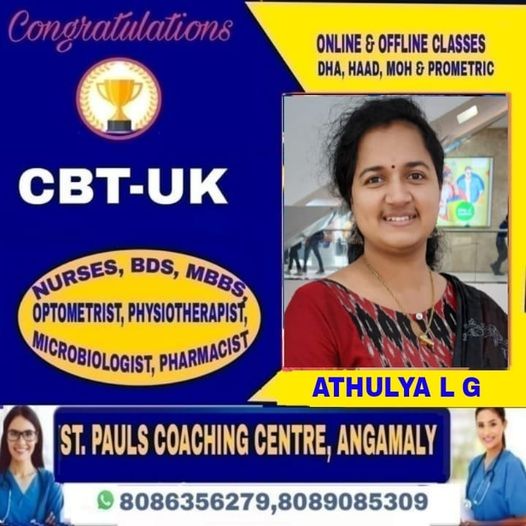 Congratulations
ONLINE & OFFLINE CLASSES
DHA, HAAD, MOH & PROMETRIC
CBT-UK
NURSES, BDS, MBBS,
OPTOMETRIST, PHYSIOTHERAPIST,
MICROBIOLOGIST, PHARMACIST
ATHULYA L G
ST. PAULS COACHING CENTRE, ANGAMALY
8086356279,8089085309